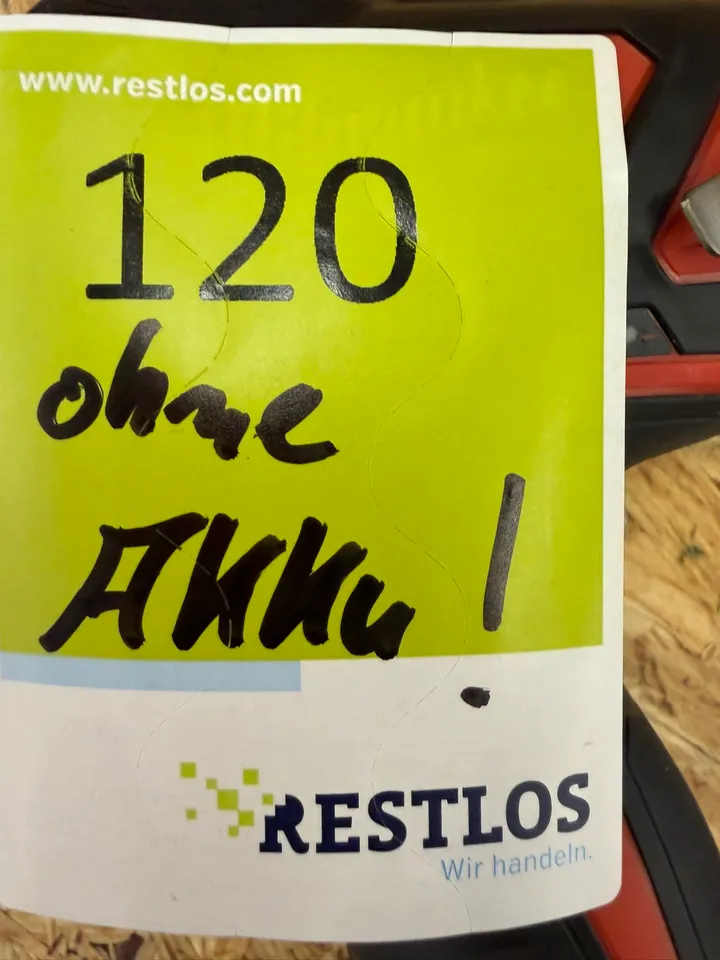 www.restlos.com
120
ohne
AKKu!
RESTLOS
Wir handeln.